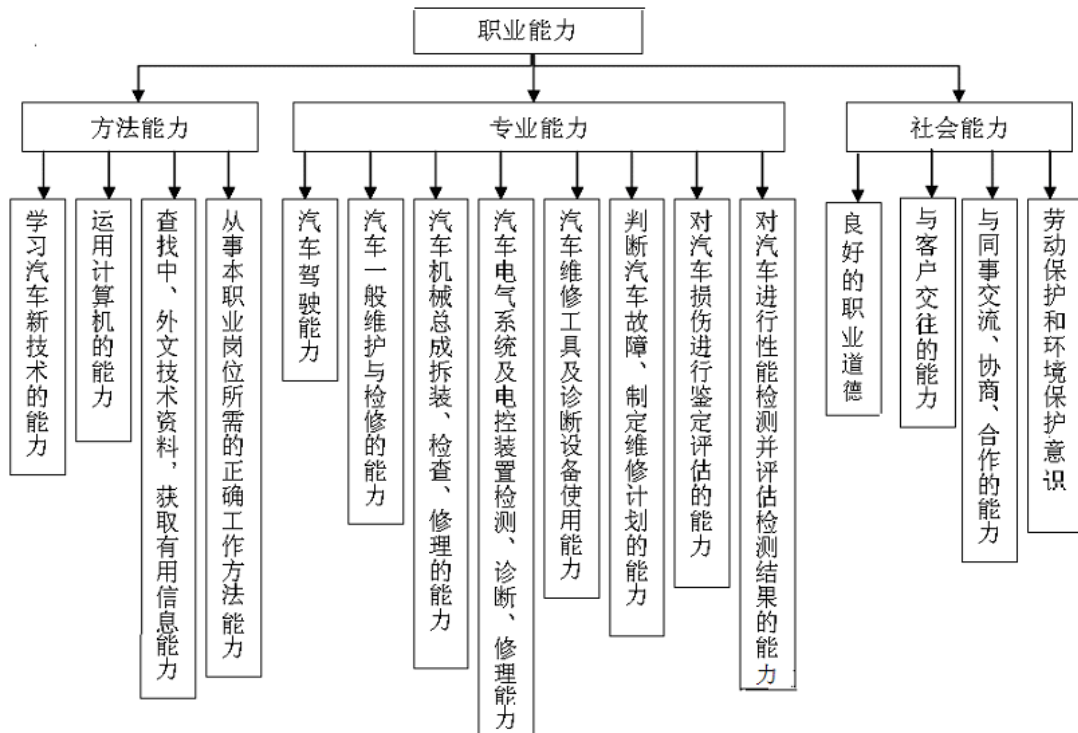 职业能力
方法能力
专业能力
社会能力
学习汽车新技术的能力
运用计算机的能力
查找中、外文技术资料，获取有用信息能力
从事本职业岗位所需的正确工作方法能力
汽车驾驶能力
汽车一般维护与检修的能力
汽车机械总成拆装、检查、修理的能力
汽车电气系统及电控装置检测、诊断、修理能力
汽车维修工具及诊断设备使用能力
判断汽车故障、制定维修计划的能力
对汽车损伤进行鉴定评估的能力
对汽车进行性能检测并评估检测结果的能力
良好的职业道德
与客户交往的能力
与同事交流、协商、合作的能力
劳动保护和环境保护意识